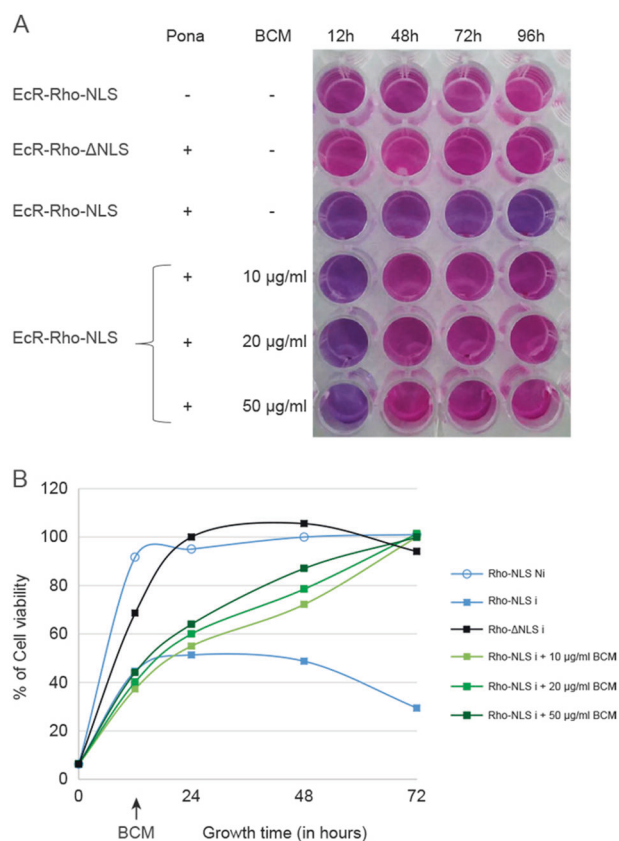 A
Pona BCM 12h 48h 72h 96h
EcR-Rho-NLS - -
EcR-Rho-ΔNLS + -
EcR-Rho-NLS + -
+ 10 µg/ml
EcR-Rho-NLS + 20 µg/ml
+ 50 µg/ml
B
120
100
80
60
40
20
0
% of Cell viability
0 24 48 72
BCM Growth time (in hours)
Rho-NLS Ni
Rho-NLS i
Rho-ΔNLS i
Rho-NLS i + 10 µg/ml BCM
Rho-NLS i + 20 µg/ml BCM
Rho-NLS i + 50 µg/ml BCM